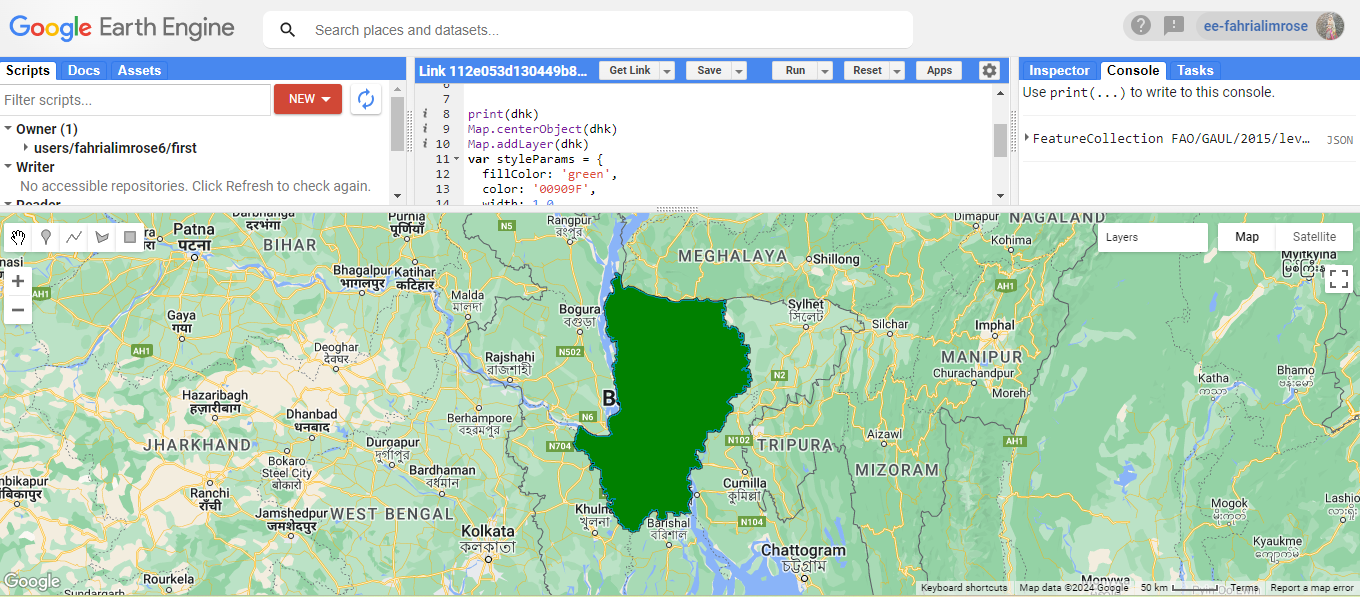 Google Earth Engine
Search places and datasets...
ee-fahrialimrose
Scripts Docs Assets
Filter scripts...
NEW
Owner (1)
users/fahrialimrose6/first
Writer
No accessible repositories. Click Refresh to check again.
Reader
Link 112e053d130449b8...
Get Link Save Run Reset Apps
7
i 8 print(dhk)
i 9 Map.centerObject(dhk)
i 10 Map.addLayer(dhk)
11 var styleParams = {
12 fillColor: 'green',
13 color: '00909F',
14 width: 1.0
Inspector Console Tasks
Use print(...) to write to this console.
FeatureCollection FAO/GAUL/2015/lev… JSON
Layers
Map Satellite
Patna
पटना
BIHAR
Purnia
पूर्णियाँ
दरभंगा
N5
Rangpur
রংপুর
MEGHALAYA
Shillong
Dimapur
NAGALAND
Kohima
Myitkyina
AH1
Bhagalpur
भागलपुर
Katihar
कटिहार
Malda
মালদা
Bogura
বগুড়া
Sylhet
সিলেট
Silchar
AH1
Imphal
Gaya
गया
AH1
Deoghar
देवघर
Rajshahi
রাজশাহী
N502
N2
MANIPUR
Churachandpur
Moreh
Katha
ကသာ
Bhamo
Hazaribagh
हज़ारीबाग
Dhanbad
धनबाद
Berhampore
বহরমপুর
N6
B
JHARKHAND
Durgapur
দুর্গাপুর
N704
N102
TRIPURA
Aizawl
AH1
Bokaro
Steel City
बोकारो
Bardhaman
বর্ধমান
Cumilla
কুমিল্লা
MIZORAM
Ranchi
राँची
Jamshedpur
जमशेदपुर
WEST BENGAL
Khuln
খুলনা
Barishal
বরিশাল
N104
Mogok
Lashio
Kolkata
কলকাতা
Chattogram
চট্টগ্রাম
Kyaukme
Rourkela
Monywa
Google
Keyboard shortcuts Map data ©2024 Google 50 km Terms Report a map error